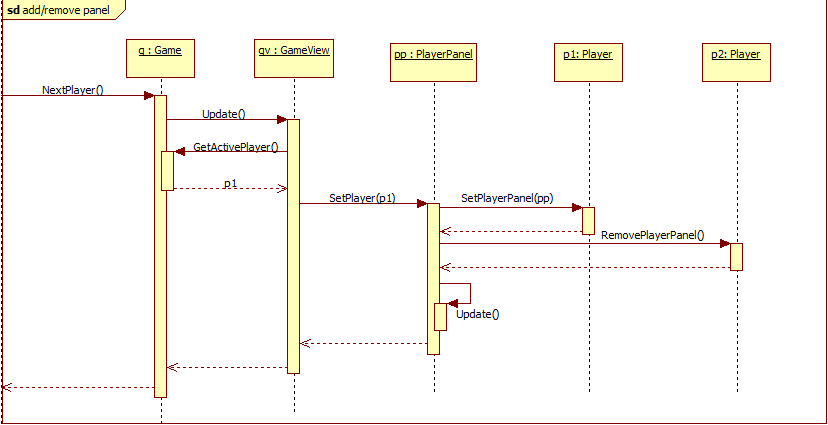 sd add/remove panel
g : Game
gv : GameView
pp : PlayerPanel
p1: Player
p2: Player
NextPlayer()
Update()
GetActivePlayer()
p1
SetPlayer(p1)
SetPlayerPanel(pp)
RemovePlayerPanel()
Update()